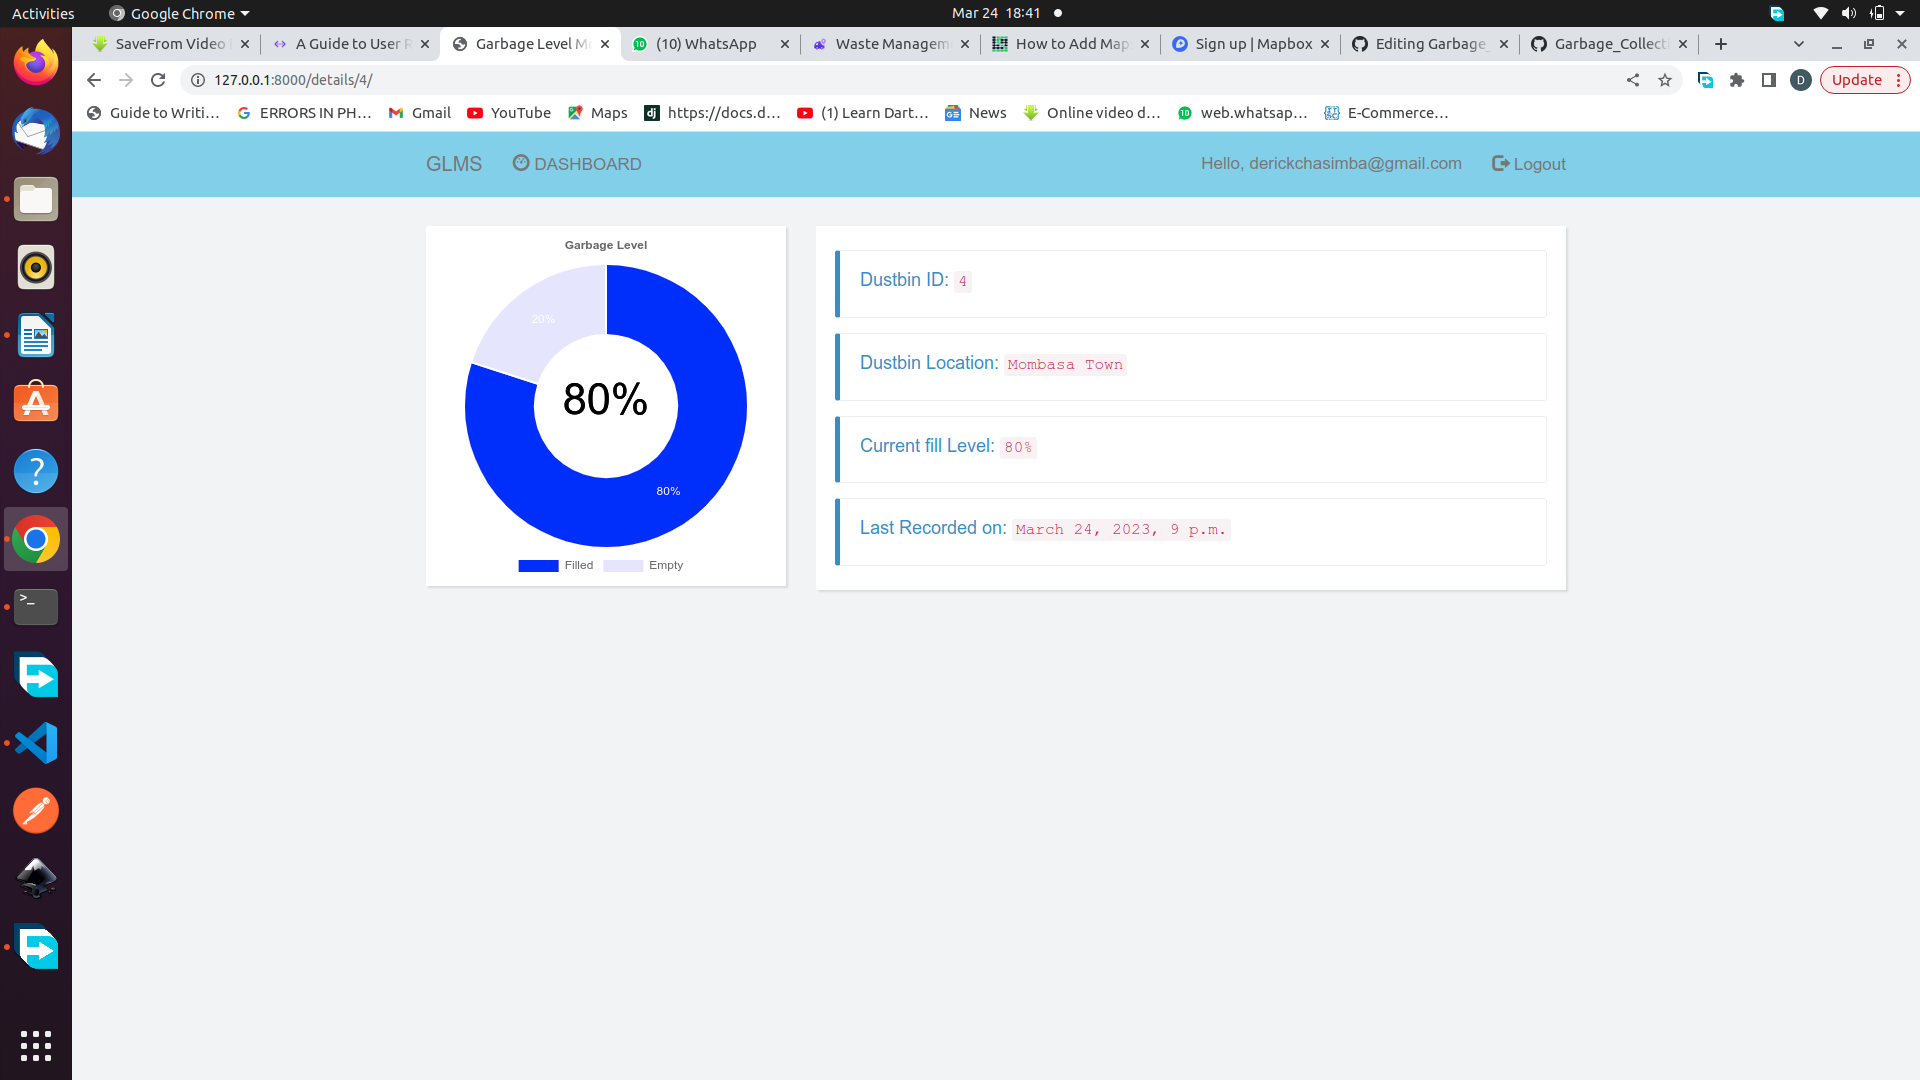 Activities
Google Chrome
Mar 24 18:41
SaveFrom Video
A Guide to User R
Garbage Level Mo
(10) WhatsApp
Waste Managem
How to Add Map
Sign up | Mapbox
Editing Garbage_
Garbage_Collecti
127.0.0.1:8000/details/4/
D
Update
Guide to Writi…
ERRORS IN PH…
Gmail
YouTube
Maps
https://docs.d…
(1) Learn Dart…
News
Online video d…
web.whatsap…
E-Commerce…
GLMS
DASHBOARD
Hello, derickchasimba@gmail.com
Logout
Garbage Level
20%
80%
80%
Filled
Empty
Dustbin ID: 4
Dustbin Location: Mombasa Town
Current fill Level: 80%
Last Recorded on: March 24, 2023, 9 p.m.